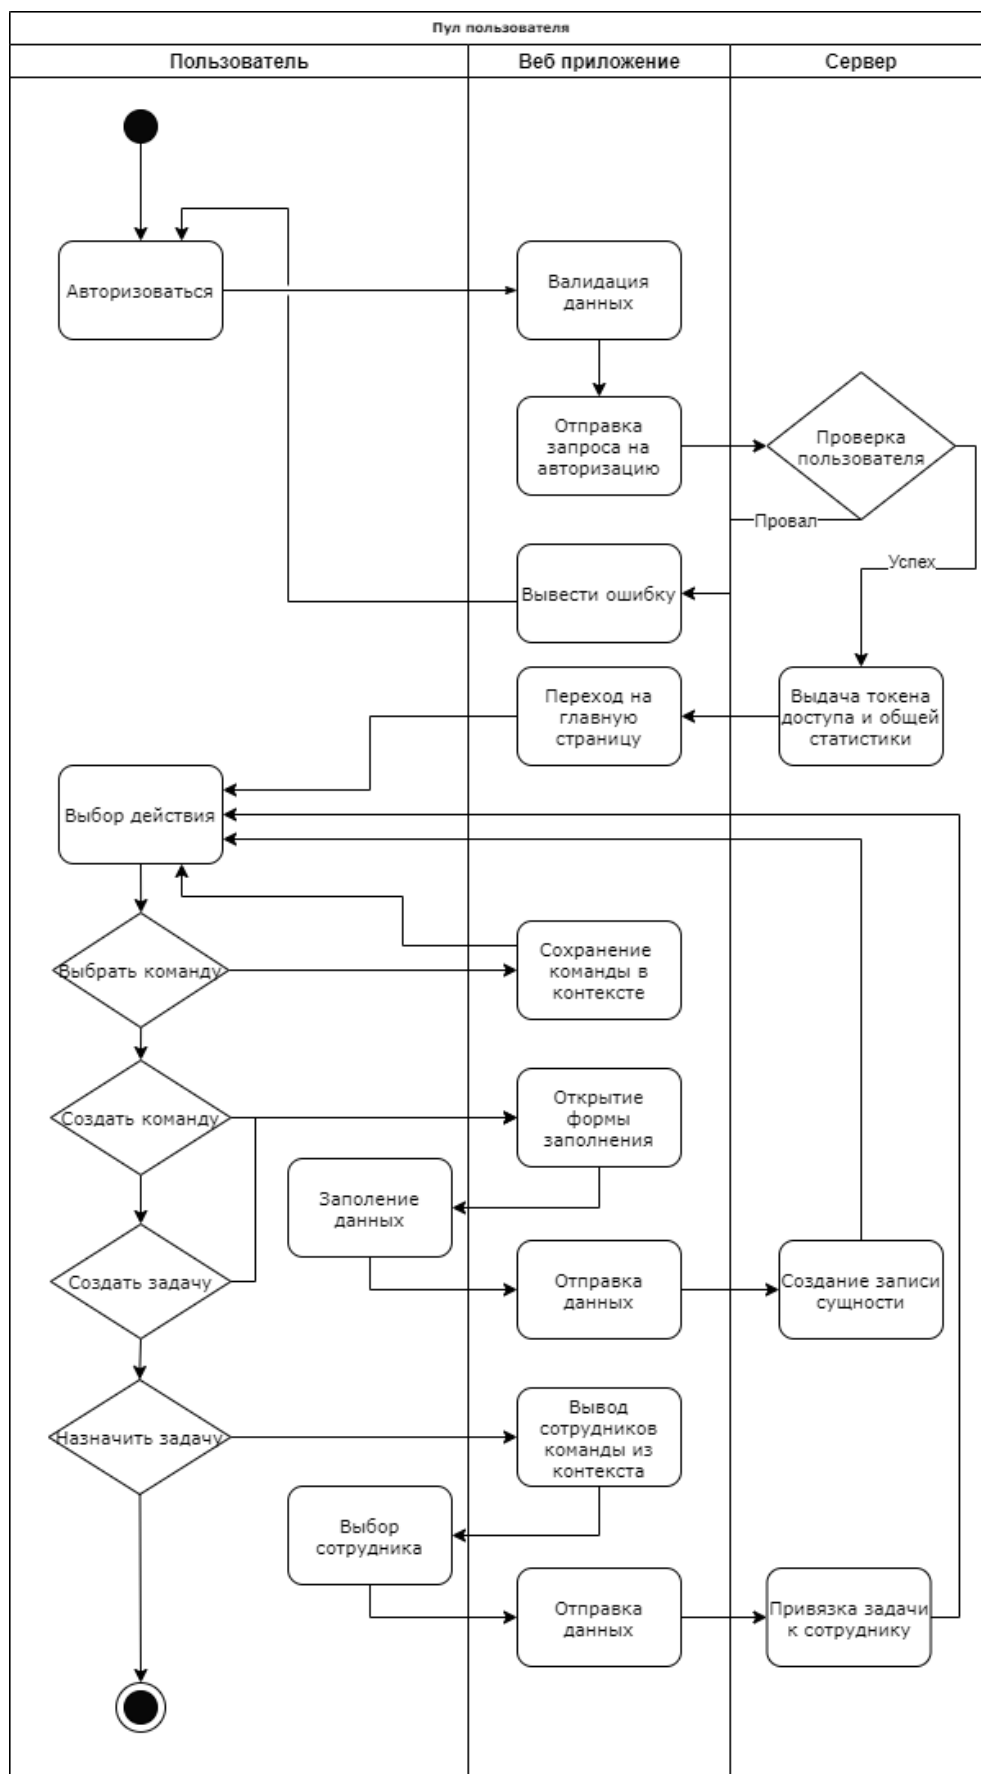 Пул пользователя
Пользователь
Веб приложение
Сервер
Авторизоваться
Валидация
данных
Отправка
запроса на
авторизацию
Проверка
пользователя
Провал
Успех
Вывести ошибку
Переход на
главную
страницу
Выдача токена
доступа и общей
статистики
Выбор действия
Выбрать команду
Сохранение
команды в
контексте
Создать команду
Открытие
формы
заполнения
Заполение
данных
Создать задачу
Отправка
данных
Создание записи
сущности
Назначить задачу
Вывод
сотрудников
команды из
контекста
Выбор
сотрудника
Отправка
данных
Привязка задачи
к сотруднику